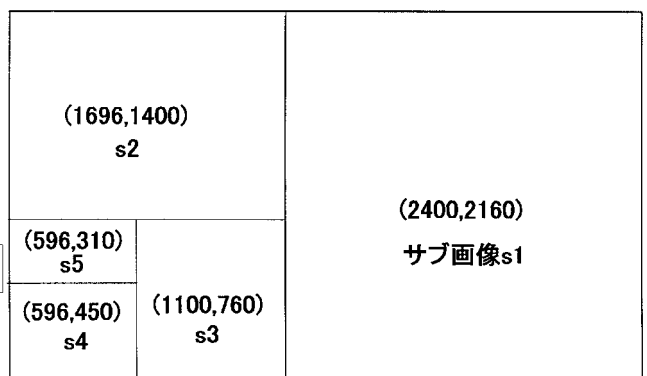 (1696,1400)
s2
(2400,2160)
サブ画像s1
(596,310)
s5
(596,450)
s4
(1100,760)
s3